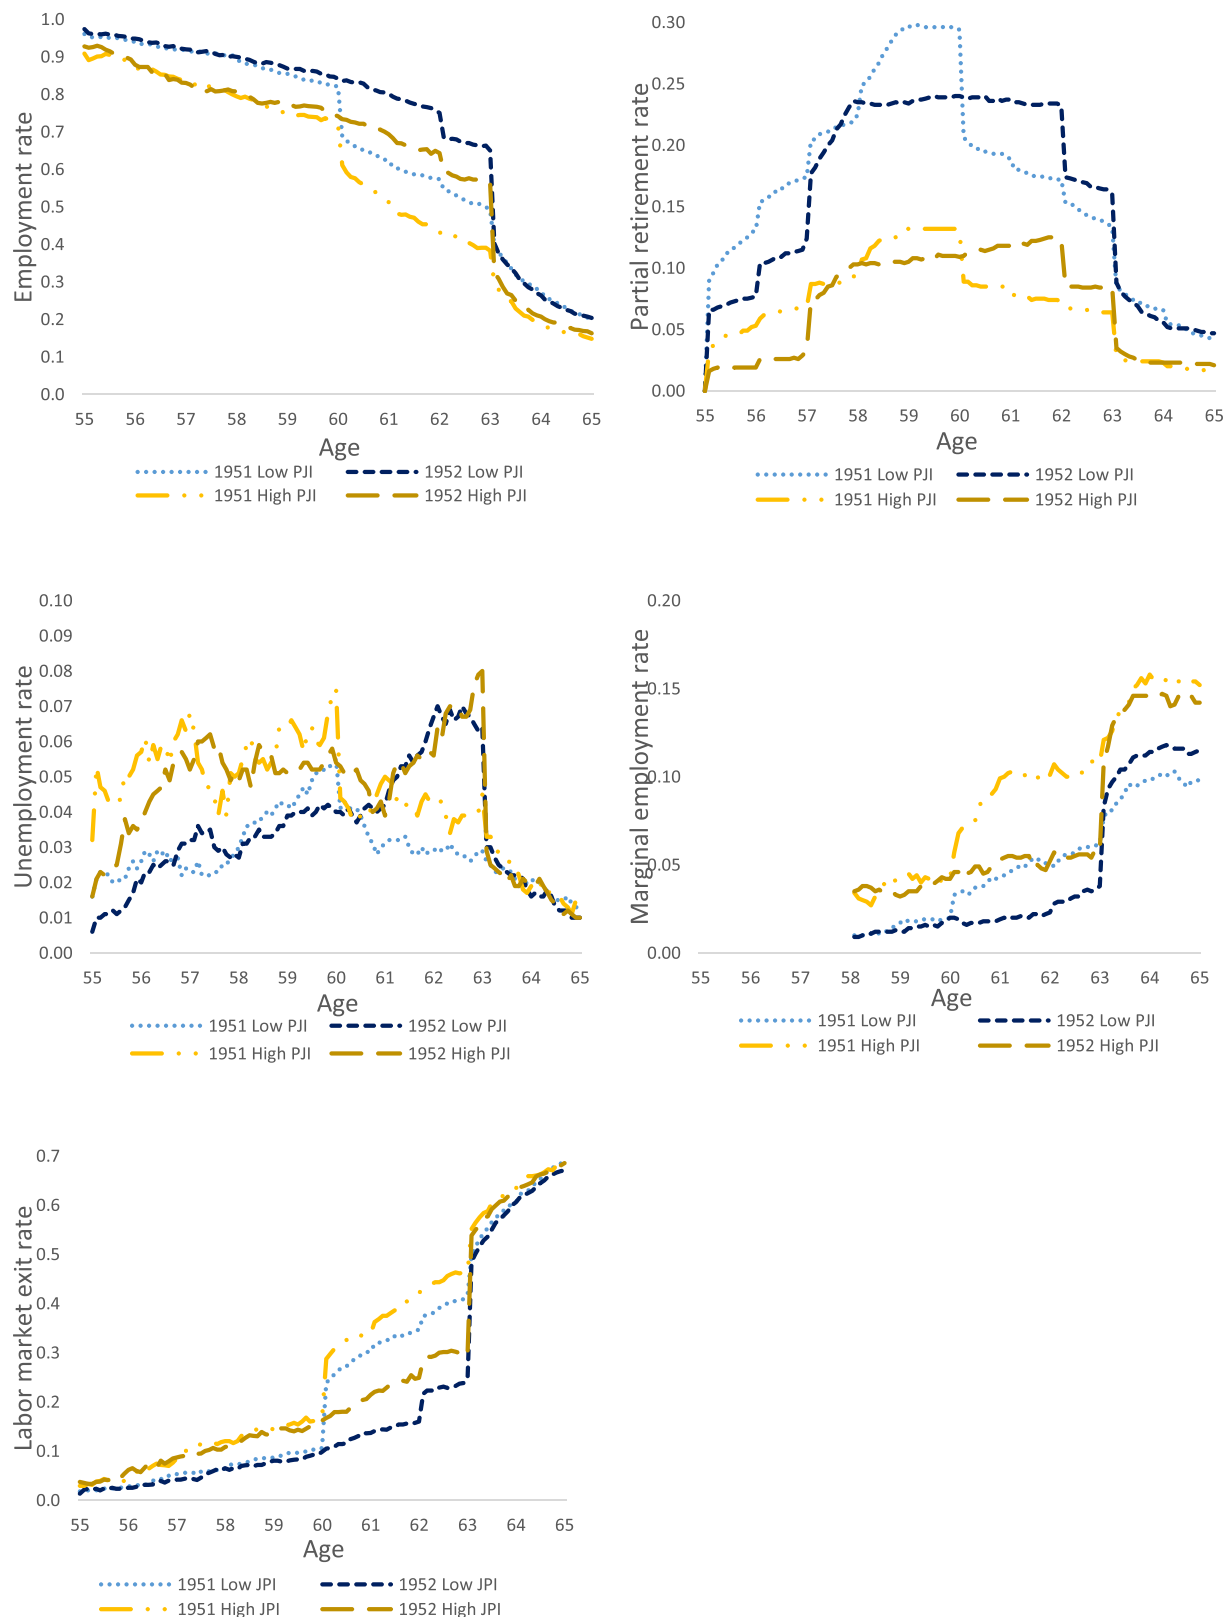 Employment rate
1.0
0.9
0.8
0.7
0.6
0.5
0.4
0.3
0.2
0.1
0.0
55 56 57 58 59 60 61 62 63 64 65
Age
1951 Low PJI 1952 Low PJI
1951 High PJI 1952 High PJI
Partial retirement rate
0.30
0.25
0.20
0.15
0.10
0.05
0.00
55 56 57 58 59 60 61 62 63 64 65
Age
1951 Low PJI 1952 Low PJI
1951 High PJI 1952 High PJI
Unemployment rate
0.10
0.09
0.08
0.07
0.06
0.05
0.04
0.03
0.02
0.01
0.00
55 56 57 58 59 60 61 62 63 64 65
Age
1951 Low PJI 1952 Low PJI
1951 High PJI 1952 High PJI
Marginal employment rate
0.20
0.15
0.10
0.05
0.00
55 56 57 58 59 60 61 62 63 64 65
Age
1951 Low PJI 1952 Low PJI
1951 High PJI 1952 High PJI
Labor market exit rate
0.7
0.6
0.5
0.4
0.3
0.2
0.1
0.0
55 56 57 58 59 60 61 62 63 64 65
Age
1951 Low JPI 1952 Low JPI
1951 High JPI 1952 High JPI